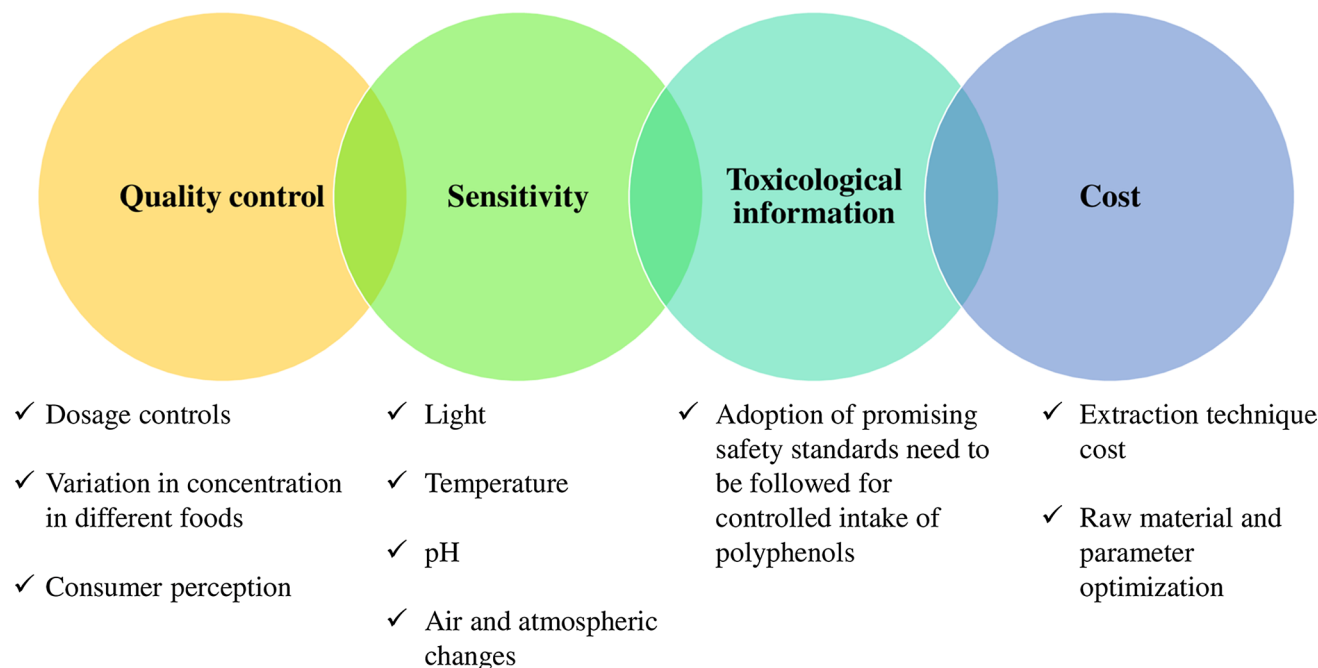 Quality control
Sensitivity
Toxicological
information
Cost
✓ Dosage controls
✓ Variation in concentration
in different foods
✓ Consumer perception
✓ Light
✓ Temperature
✓ pH
✓ Air and atmospheric
changes
✓ Adoption of promising
safety standards need to
be followed for
controlled intake of
polyphenols
✓ Extraction technique
cost
✓ Raw material and
parameter
optimization